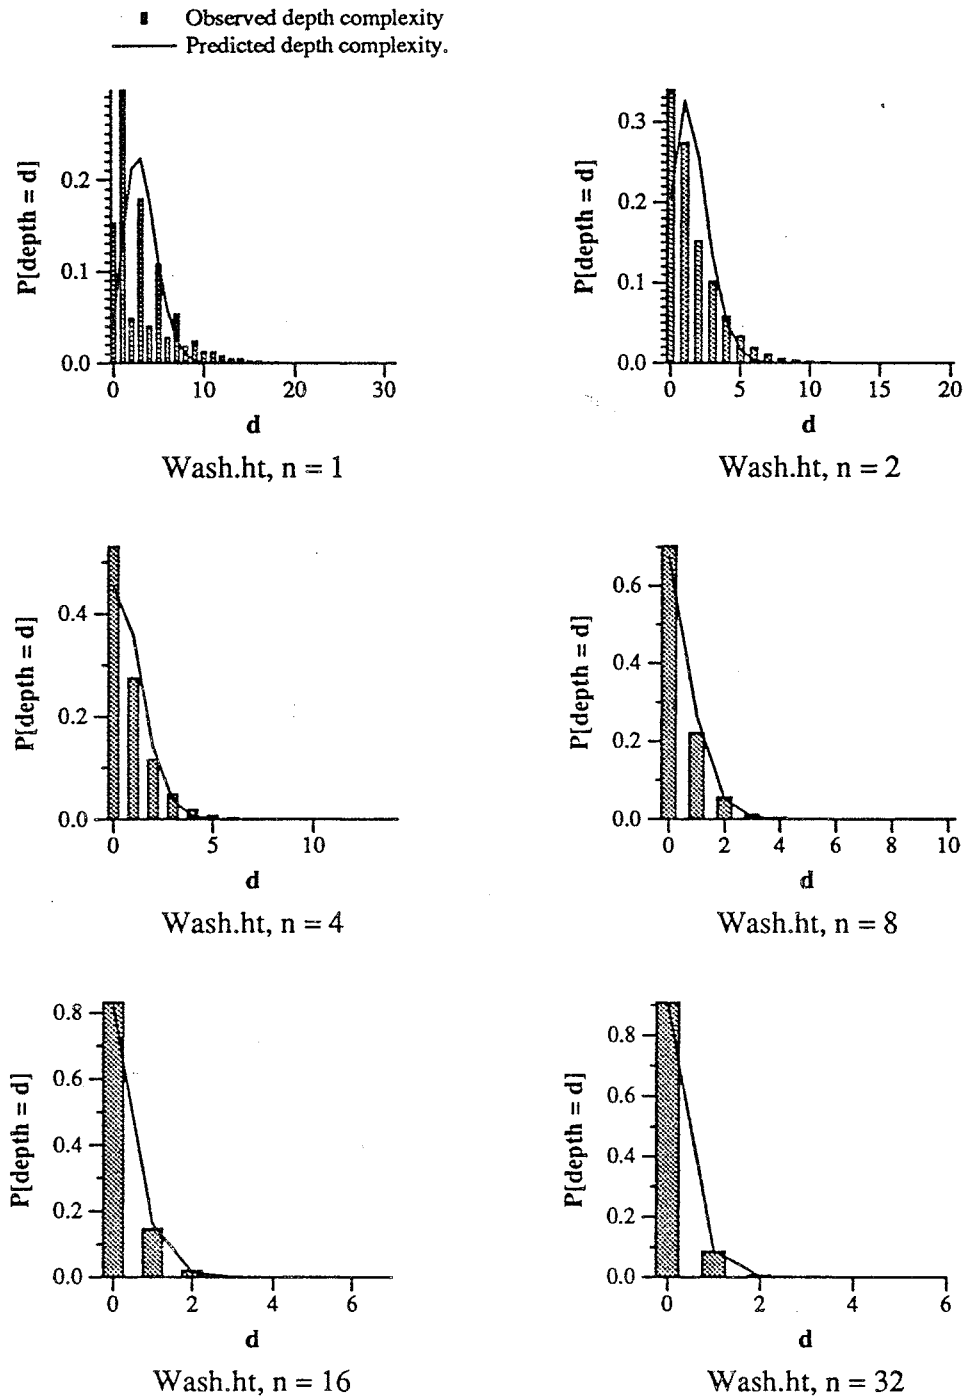 Observed depth complexity
Predicted depth complexity.
P[depth = d]
0.2
0.1
0.0
0 10 20 30
d
Wash.ht, n = 1
P[depth = d]
0.3
0.2
0.1
0.0
0 5 10 15 20
d
Wash.ht, n = 2
P[depth = d]
0.4
0.2
0.0
0 5 10
d
Wash.ht, n = 4
P[depth = d]
0.6
0.4
0.2
0.0
0 2 4 6 8 10
d
Wash.ht, n = 8
P[depth = d]
0.8
0.6
0.4
0.2
0.0
0 2 4 6
d
Wash.ht, n = 16
P[depth = d]
0.8
0.6
0.4
0.2
0.0
0 2 4 6
d
Wash.ht, n = 32